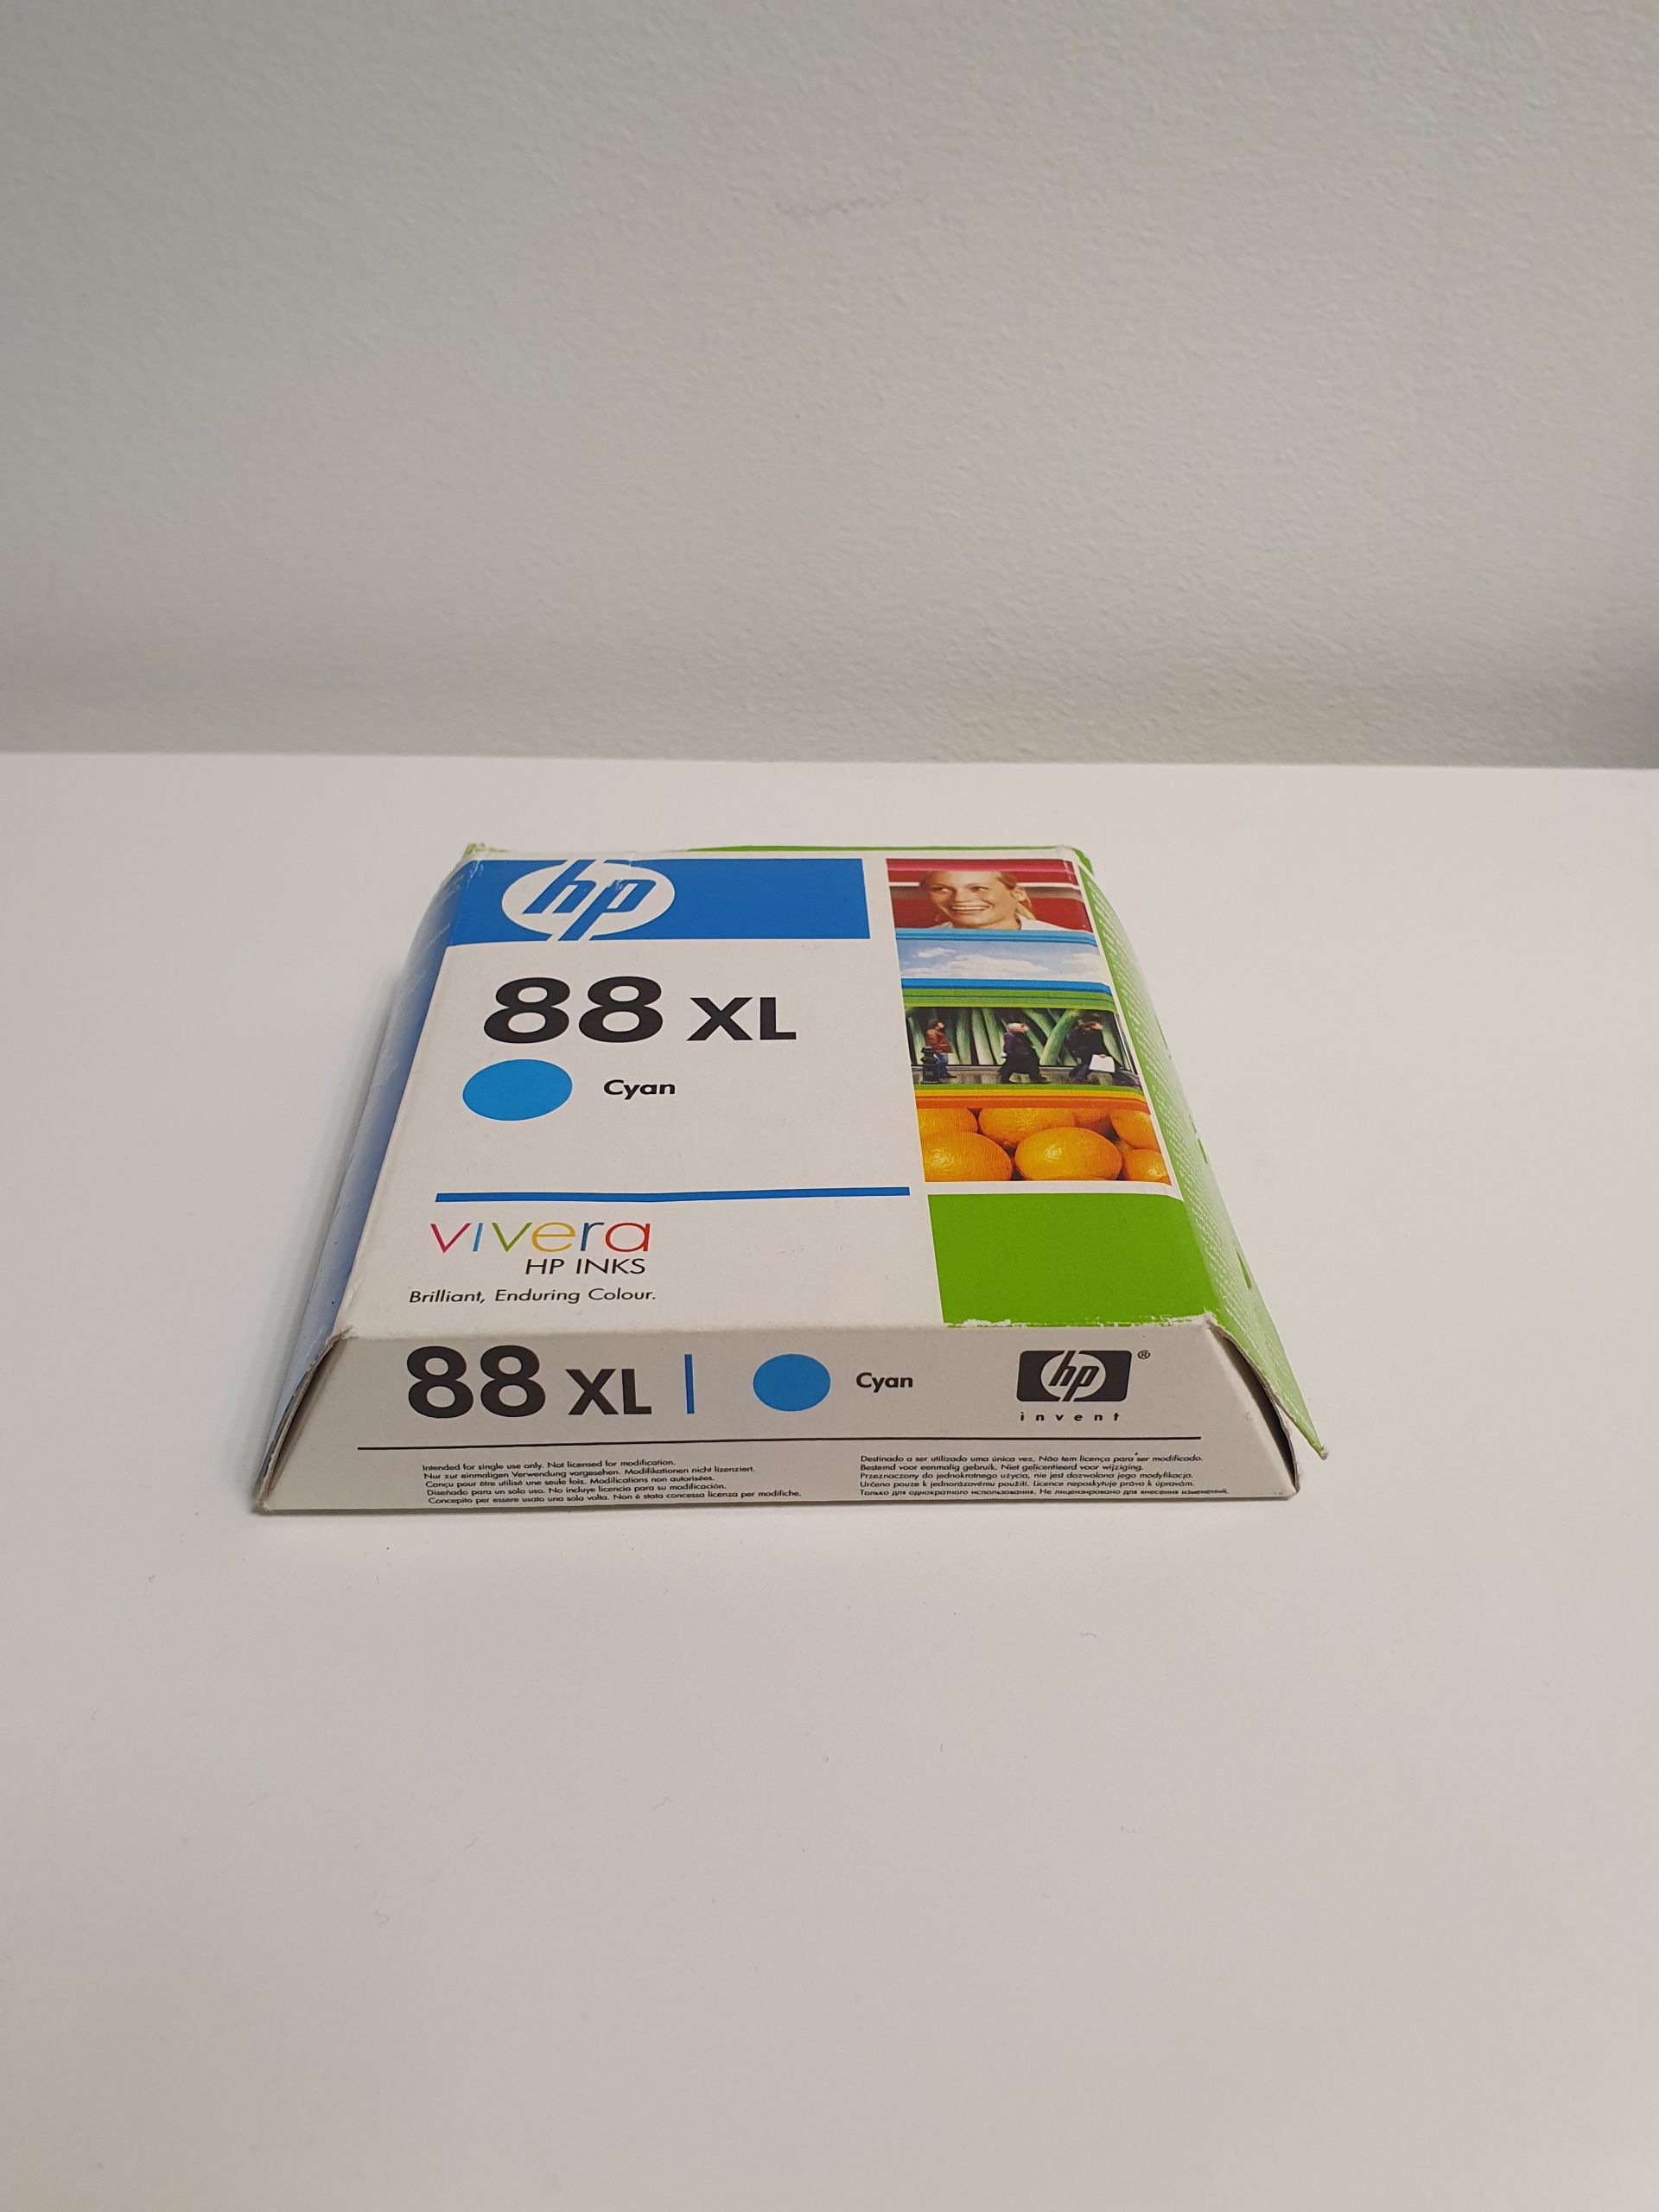 hp
88 XL
Cyan
vivera
HP INKS
Brilliant, Enduring Colour.
88 XL | Cyan
hp®
invent
Intended for single use only. Not licensed for modification.
Nur zur einmaligen Verwendung vorgesehen. Modifikationen nicht lizenziert.
Conçu pour être utilisé une seule fois. Modifications non autorisées.
Diseñado para un solo uso. No incluye licencia para su modificación.
Concepito per essere usato una sola volta. Non è stata concessa licenza per modifiche.
Destinado a ser utilizado uma única vez. Não tem licença para ser modificado.
Bestemd voor eenmalig gebruik. Niet gelicentieerd voor wijziging.
Przeznaczony do jednokrotnego użycia, nie jest dozwolona jego modyfikacja.
Určeno pouze k jednorázovému použití. Licence neposkytuje práva k úpravám.
Только для однократного использования. Не лицензировано для внесения изменений.